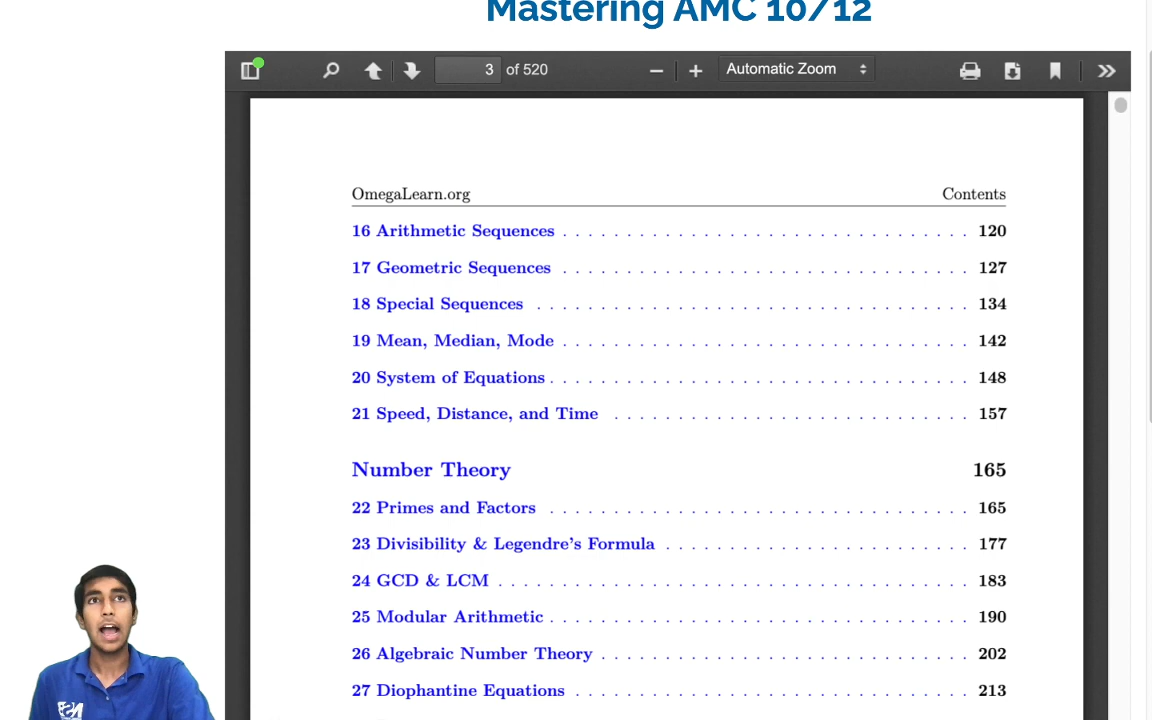 Mastering AMC 10/12
3 of 520
Automatic Zoom
OmegaLearn.org Contents
16 Arithmetic Sequences . . . . . . . . . . . . . . . . . . . . . . . . . . . . . . . 120
17 Geometric Sequences . . . . . . . . . . . . . . . . . . . . . . . . . . . . . . . 127
18 Special Sequences . . . . . . . . . . . . . . . . . . . . . . . . . . . . . . . . . 134
19 Mean, Median, Mode . . . . . . . . . . . . . . . . . . . . . . . . . . . . . . . 142
20 System of Equations . . . . . . . . . . . . . . . . . . . . . . . . . . . . . . . . 148
21 Speed, Distance, and Time . . . . . . . . . . . . . . . . . . . . . . . . . . . . 157
Number Theory 165
22 Primes and Factors . . . . . . . . . . . . . . . . . . . . . . . . . . . . . . . . 165
23 Divisibility & Legendre's Formula . . . . . . . . . . . . . . . . . . . . . . . . 177
24 GCD & LCM . . . . . . . . . . . . . . . . . . . . . . . . . . . . . . . . . . . 183
25 Modular Arithmetic . . . . . . . . . . . . . . . . . . . . . . . . . . . . . . . . 190
26 Algebraic Number Theory . . . . . . . . . . . . . . . . . . . . . . . . . . . . . 202
27 Diophantine Equations . . . . . . . . . . . . . . . . . . . . . . . . . . . . . . 213